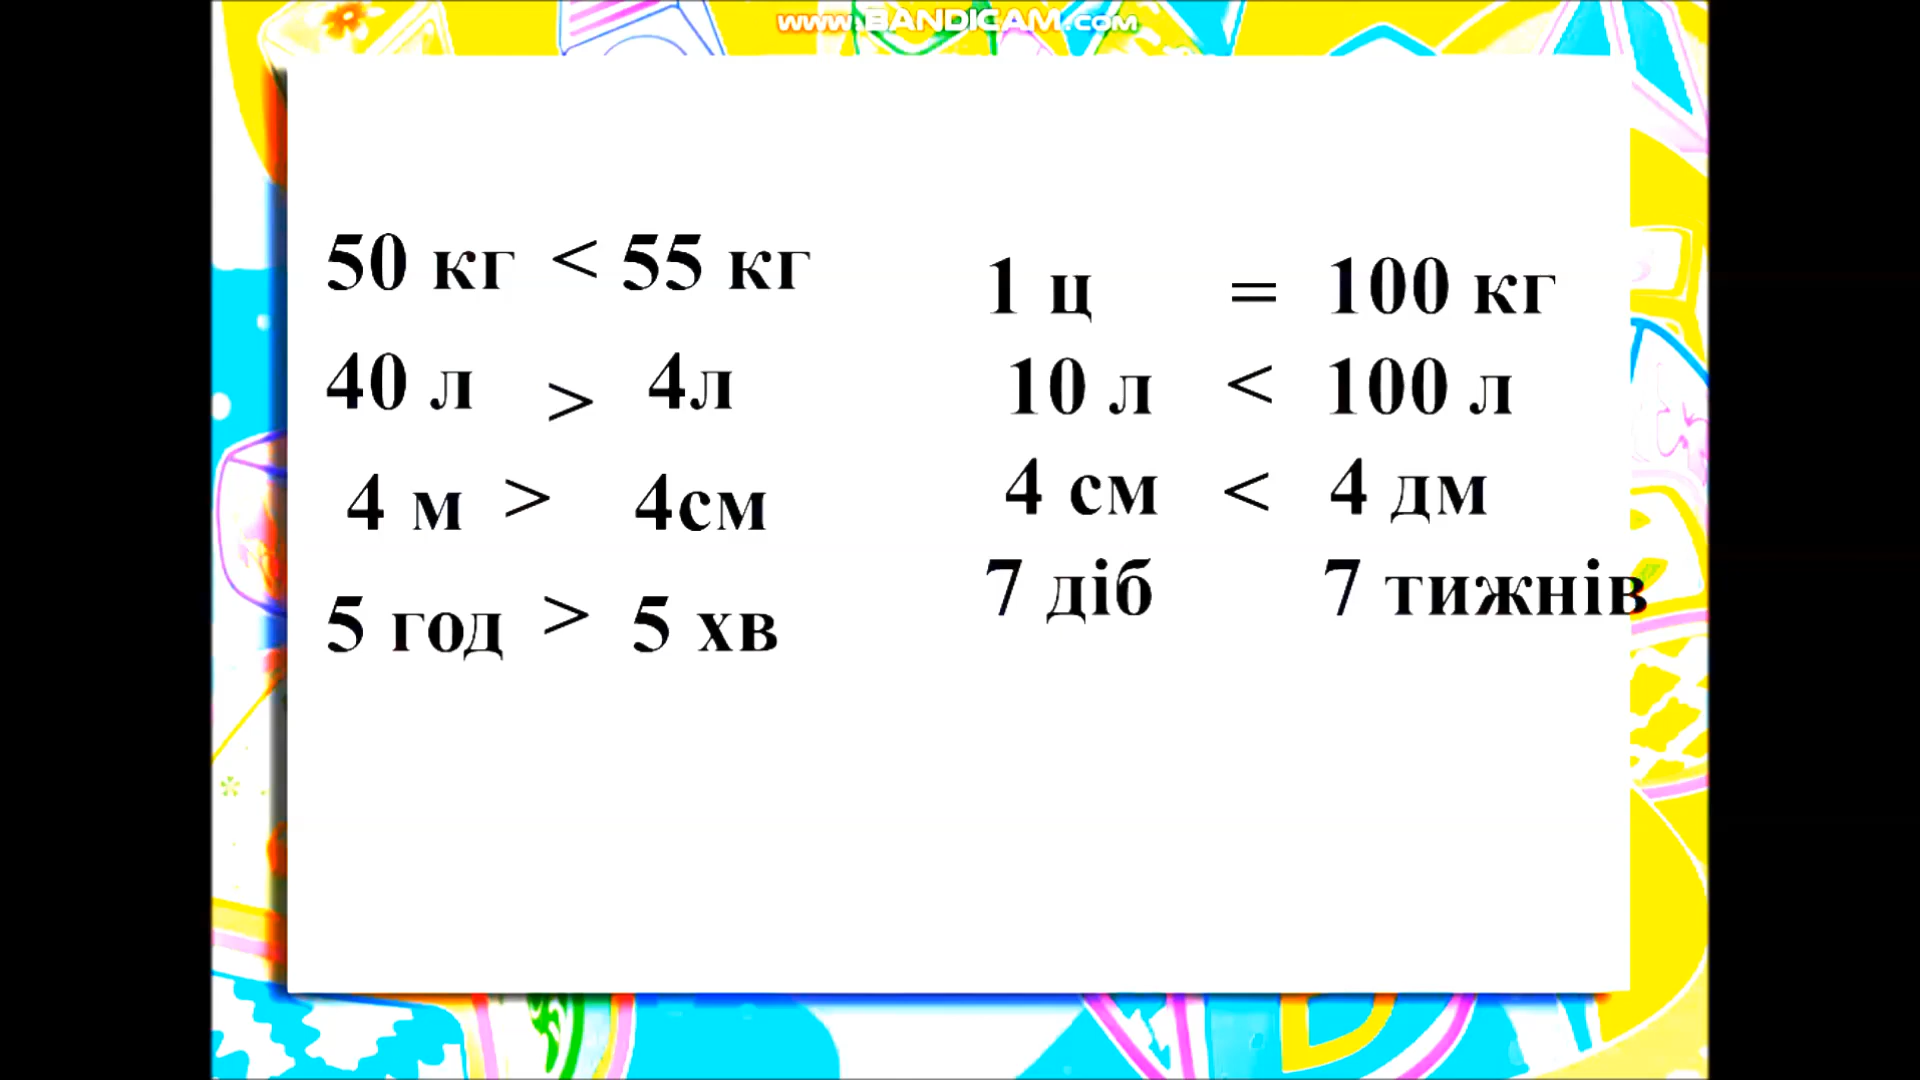 www.BANDICAM.com
50 кг < 55 кг
40 л > 4л
4 м > 4см
5 год > 5 хв
1 ц = 100 кг
10 л < 100 л
4 см < 4 дм
7 діб 7 тижнів